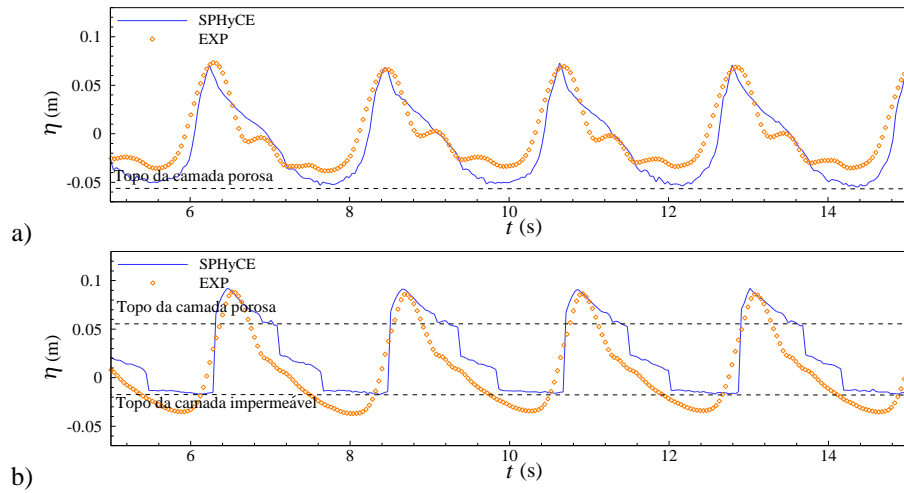 0.1
SPHyCE
EXP
η (m)
0.05
0
-0.05
Topo da camada porosa
6
8
10
12
14
t (s)
a)
0.1
SPHyCE
EXP
Topo da camada porosa
η (m)
0.05
0
Topo da camada impermeável
-0.05
6
8
10
12
14
t (s)
b)